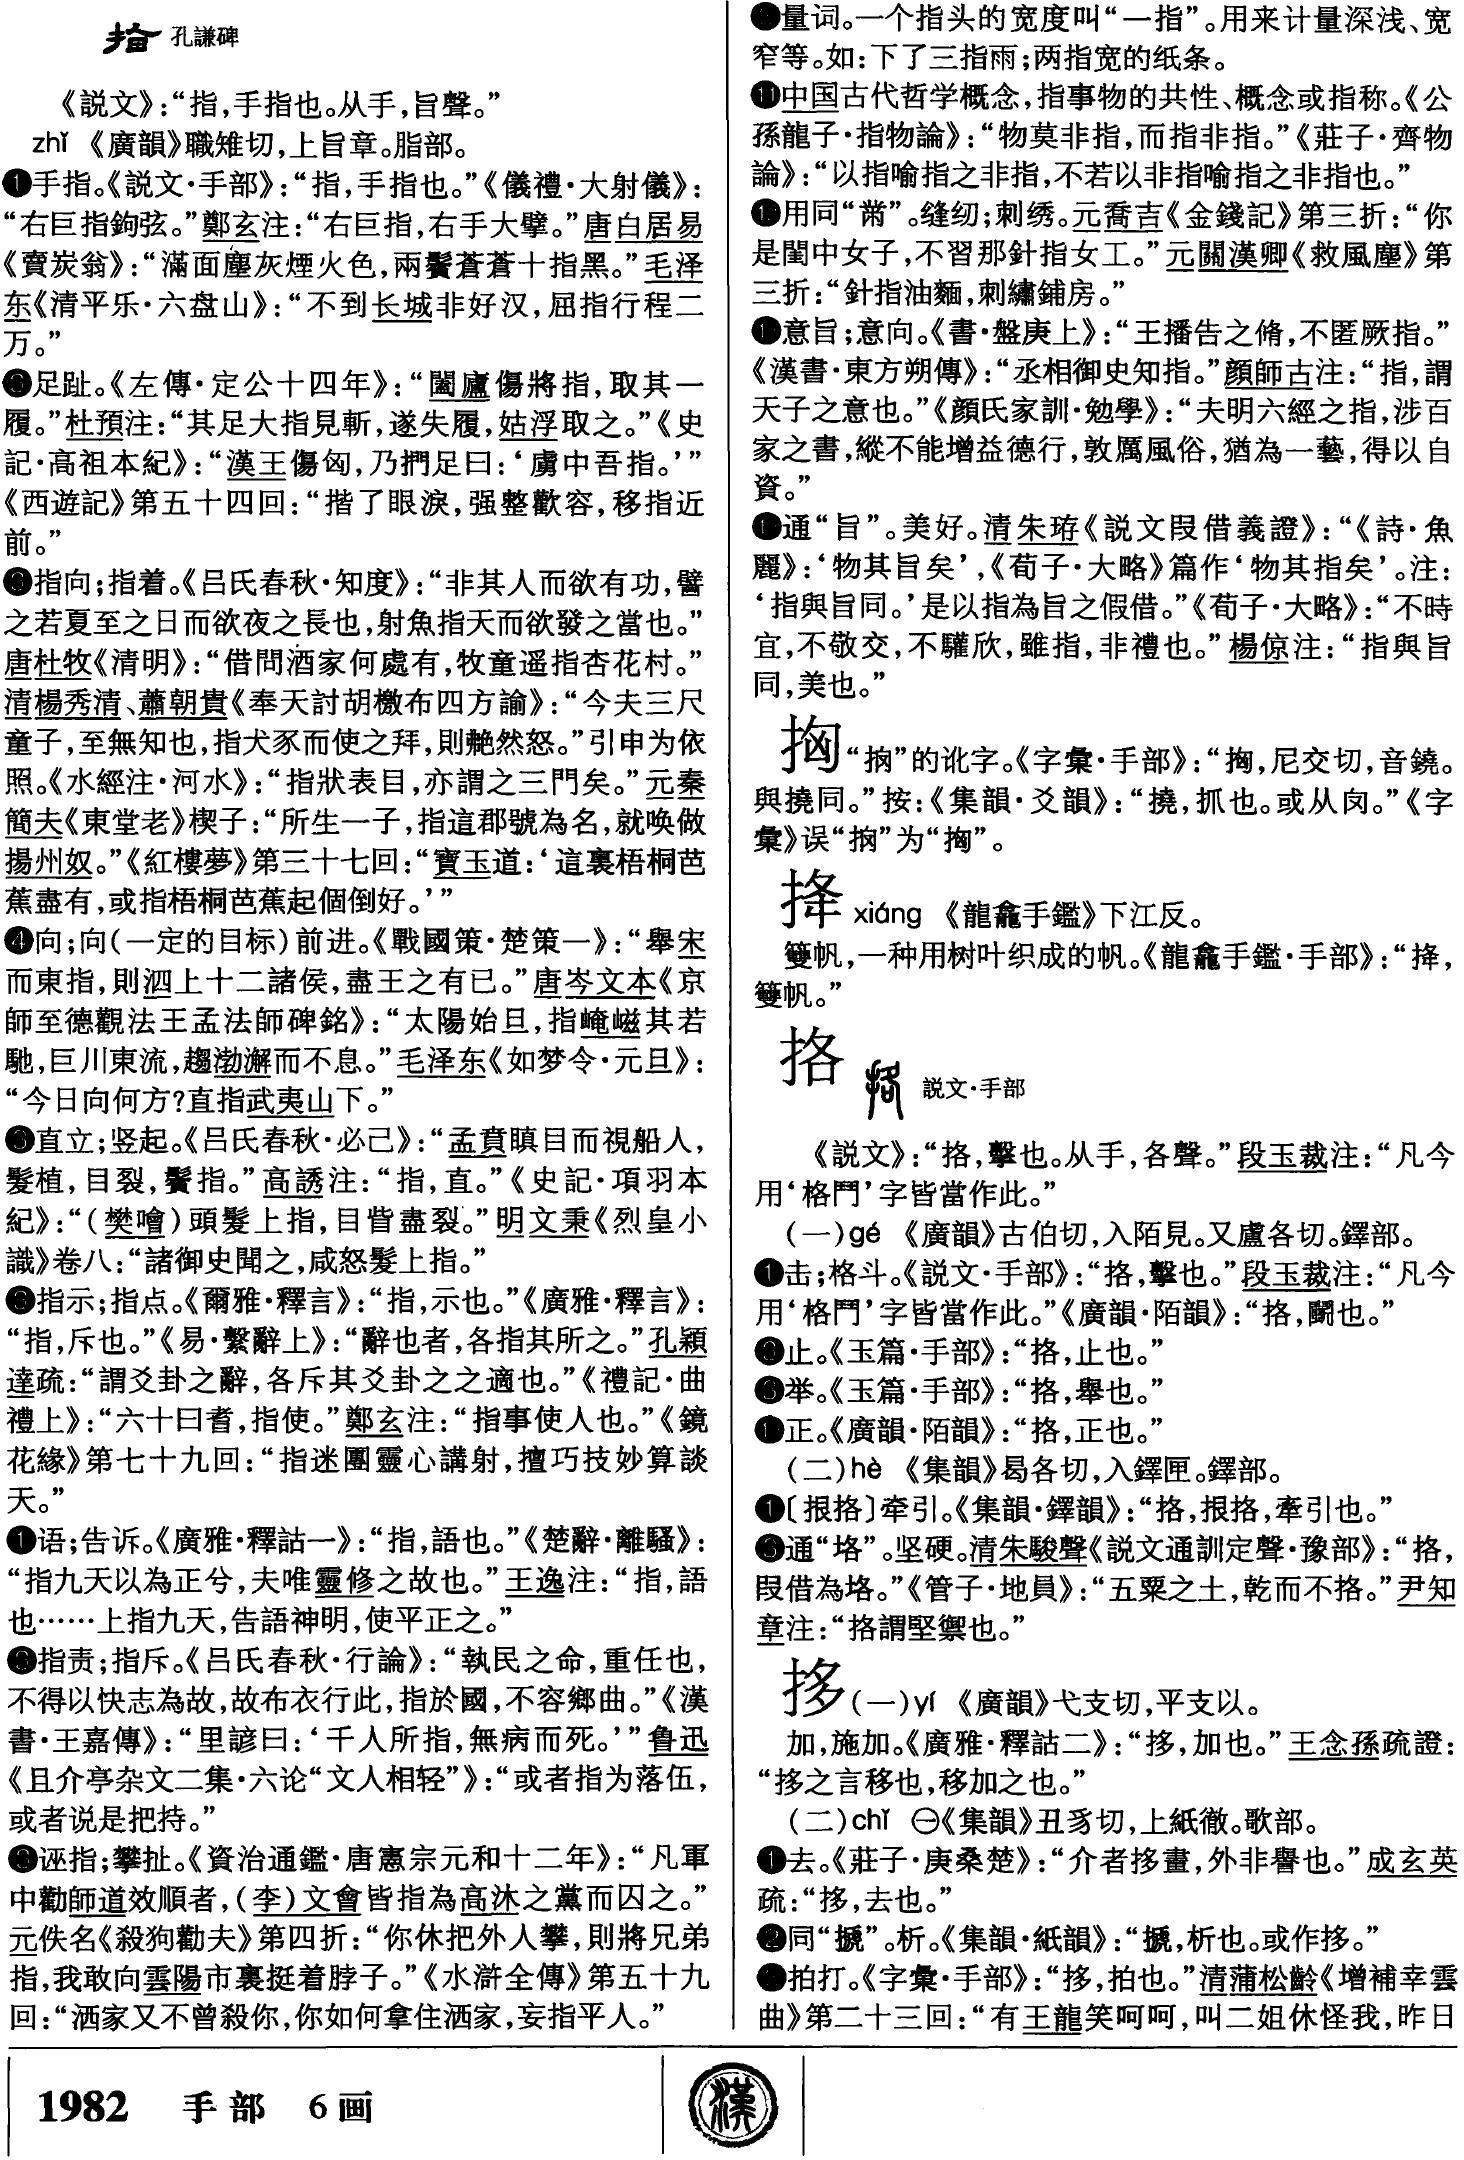 孔謙碑
《説文》：“指，手指也。从手，旨聲。”
zhǐ 《廣韻》職雉切，上旨章。脂部。
❶手指。《説文·手部》：“指，手指也。”《儀禮·大射儀》：
“右巨指鉤弦。”鄭玄注：“右巨指，右手大擘。”唐白居易
《賣炭翁》：“滿面塵灰煙火色，兩鬢蒼蒼十指黑。”毛泽
东《清平乐·六盘山》：“不到长城非好汉，屈指行程二
万。”
足趾。《左傳·定公十四年》：“闔廬傷將指，取其一
履。”杜預注：“其足大指見斬，遂失履，姑浮取之。”《史
記·高祖本紀》：“漢王傷匈，乃捫足曰：‘虜中吾指。’”
《西遊記》第五十四回：“揩了眼淚，强整歡容，移指近
前。”
❸指向；指着。《吕氏春秋·知度》：“非其人而欲有功，譬
之若夏至之日而欲夜之長也，射魚指天而欲發之當也。”
唐杜牧《清明》：“借問酒家何處有，牧童遥指杏花村。”
清楊秀清、蕭朝貴《奉天討胡檄布四方諭》：“今夫三尺
童子，至無知也，指犬豕而使之拜，則艴然怒。”引申为依
照。《水經注·河水》：“指狀表目，亦謂之三門矣。”元秦
簡夫《東堂老》楔子：“所生一子，指這郡號為名，就唤做
揚州奴。”《紅樓夢》第三十七回：“寶玉道：‘這裏梧桐芭
蕉盡有，或指梧桐芭蕉起個倒好。’”
❹向；向(一定的目标)前进。《戰國策·楚策一》：“舉宋
而東指，則泗上十二諸侯，盡王之有已。”唐岑文本《京
師至德觀法王孟法師碑銘》：“太陽始旦，指崦嵫其若
馳，巨川東流，趨渤澥而不息。”毛泽东《如梦令·元旦》：
“今日向何方？直指武夷山下。”
直立；竖起。《吕氏春秋·必己》：“孟賁瞋目而視船人，
髮植，目裂，鬢指。”高誘注：“指，直。”《史記·項羽本
紀》：“(樊噲)頭髮上指，目眥盡裂。”明文秉《烈皇小
識》卷八：“諸御史聞之，咸怒髮上指。”
指示；指点。《爾雅·釋言》：“指，示也。”《廣雅·釋言》：
“指，斥也。”《易·繫辭上》：“辭也者，各指其所之。”孔穎
達疏：“謂爻卦之辭，各斥其爻卦之之適也。”《禮記·曲
禮上》：“六十曰耆，指使。”鄭玄注：“指事使人也。”《鏡
花緣》第七十九回：“指迷團靈心講射，擅巧技妙算談
天。”
语；告诉。《廣雅·釋詁一》：“指，語也。”《楚辭·離騷》：
“指九天以為正兮，夫唯靈修之故也。”王逸注：“指，語
也……上指九天，告語神明，使平正之。”
指责；指斥。《吕氏春秋·行論》：“執民之命，重任也，
不得以快志為故，故布衣行此，指於國，不容鄉曲。”《漢
書·王嘉傳》：“里諺曰：‘千人所指，無病而死。’”鲁迅
《且介亭杂文二集·六论“文人相轻”》：“或者指为落伍，
或者说是把持。”
诬指；攀扯。《資治通鑑·唐憲宗元和十二年》：“凡軍
中勸師道效順者，(李)文會皆指為高沐之黨而囚之。”
元佚名《殺狗勸夫》第四折：“你休把外人攀，則將兄弟
指，我敢向雲陽市裏挺着脖子。”《水滸全傳》第五十九
回：“洒家又不曾殺你，你如何拿住洒家，妄指平人。”
量词。一个指头的宽度叫“一指”。用来计量深浅、宽
窄等。如：下了三指雨；两指宽的纸条。
⓫中国古代哲学概念，指事物的共性、概念或指称。《公
孫龍子·指物論》：“物莫非指，而指非指。”《莊子·齊物
論》：“以指喻指之非指，不若以非指喻指之非指也。”
用同“黹”。缝纫；刺绣。元喬吉《金錢記》第三折：“你
是閨中女子，不習那針指女工。”元關漢卿《救風塵》第
三折：“針指油麵，刺繡鋪房。”
意旨；意向。《書·盤庚上》：“王播告之脩，不匿厥指。”
《漢書·東方朔傳》：“丞相御史知指。”顔師古注：“指，謂
天子之意也。”《顔氏家訓·勉學》：“夫明六經之指，涉百
家之書，縱不能增益德行，敦厲風俗，猶為一藝，得以自
資。”
通“旨”。美好。清朱珔《説文叚借義證》：“《詩·魚
麗》：‘物其旨矣’，《荀子·大略》篇作‘物其指矣’。注：
‘指與旨同。’是以指為旨之假借。”《荀子·大略》：“不時
宜，不敬交，不驩欣，雖指，非禮也。”楊倞注：“指與旨
同，美也。”
“㧱”的讹字。《字彙·手部》：“，尼交切，音鐃。
與撓同。”按：《集韻·爻韻》：“撓，抓也。或从㕯。”《字
彙》误“”为“”。
㧣 xiáng 《龍龕手鑑》下江反。
篗帆，一种用树叶织成的帆。《龍龕手鑑·手部》：“㧣，
帆。”
挌 説文·手部
《説文》：“挌，擊也。从手，各聲。”段玉裁注：“凡今
用‘格鬥’字皆當作此。”
(一)gé 《廣韻》古伯切，入陌見。又盧各切。鐸部。
❶击；格斗。《説文·手部》：“挌，擊也。”段玉裁注：“凡今
用‘格鬥’字皆當作此。”《廣韻·陌韻》：“挌，鬭也。”
止。《玉篇·手部》：“挌，止也。”
举。《玉篇·手部》：“挌，舉也。”
正。《廣韻·陌韻》：“挌，正也。”
(二)hè 《集韻》曷各切，入鐸匣。鐸部。
❶〔拫挌〕牵引。《集韻·鐸韻》：“挌，拫挌，牽引也。”
通“垎”。坚硬。清朱駿聲《説文通訓定聲·豫部》：“挌，
叚借為垎。”《管子·地員》：“五粟之土，乾而不挌。”尹知
章注：“挌謂堅禦也。”
拸(一)yí 《廣韻》弋支切，平支以。
加，施加。《廣雅·釋詁二》：“拸，加也。”王念孫疏證：
“拸之言移也，移加之也。”
(二)chǐ ㊀《集韻》丑豸切，上紙徹。歌部。
❶去。《莊子·庚桑楚》：“介者拸畫，外非譽也。”成玄英
疏：“拸，去也。”
❷同“搋”。析。《集韻·紙韻》：“搋，析也。或作拸。”
拍打。《字彙·手部》：“拸，拍也。”清蒲松齡《增補幸雲
曲》第二十三回：“有王龍笑呵呵，叫二姐休怪我，昨日
1982 手部 6画
漢